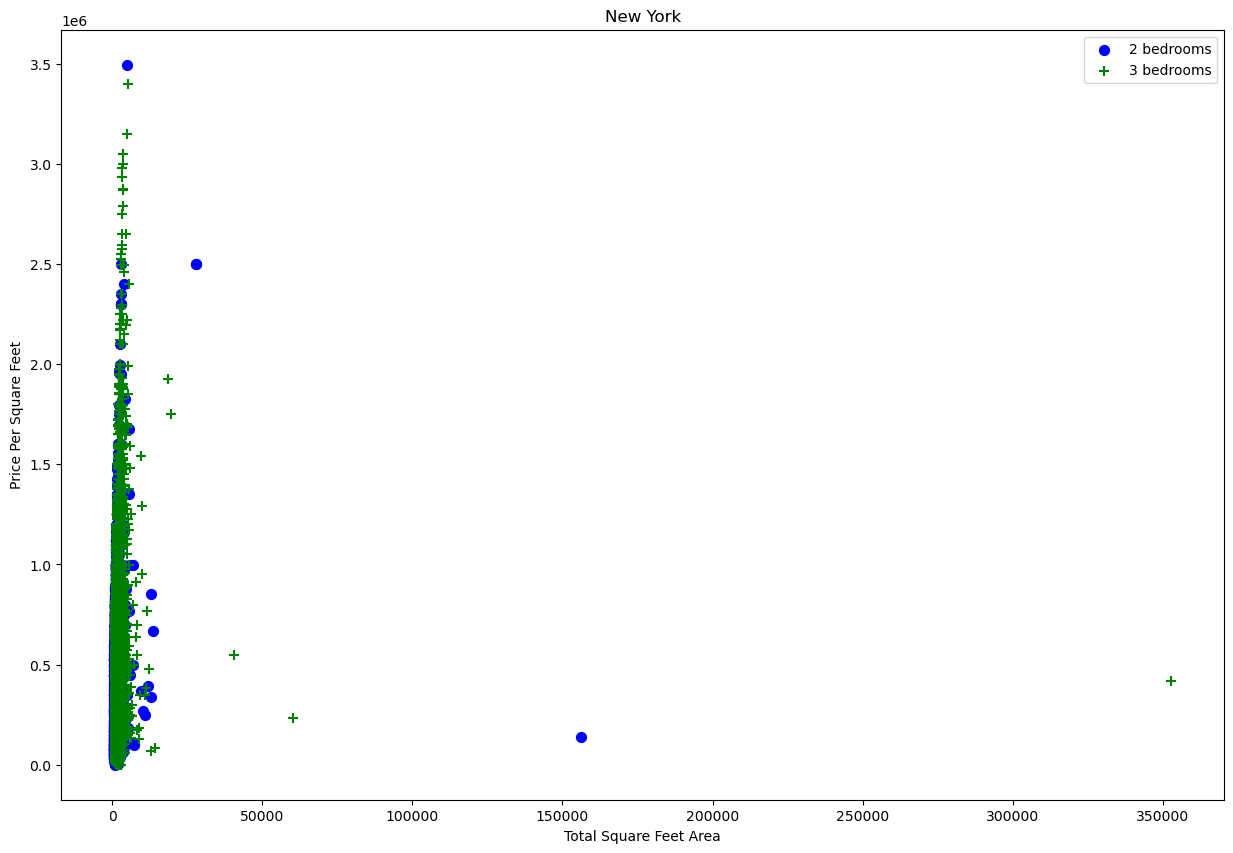 New York
1e6
2 bedrooms
3 bedrooms
3.5
3.0
2.5
2.0
1.5
1.0
0.5
0.0
Price Per Square Feet
0
50000
100000
150000
200000
250000
300000
350000
Total Square Feet Area